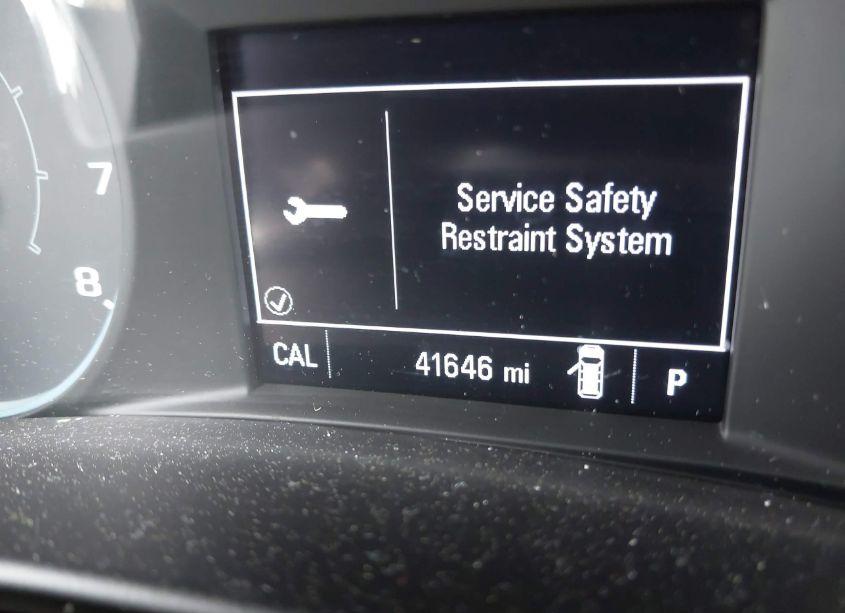 7
8
Service Safety
Restraint System
CAL
41646 mi
P